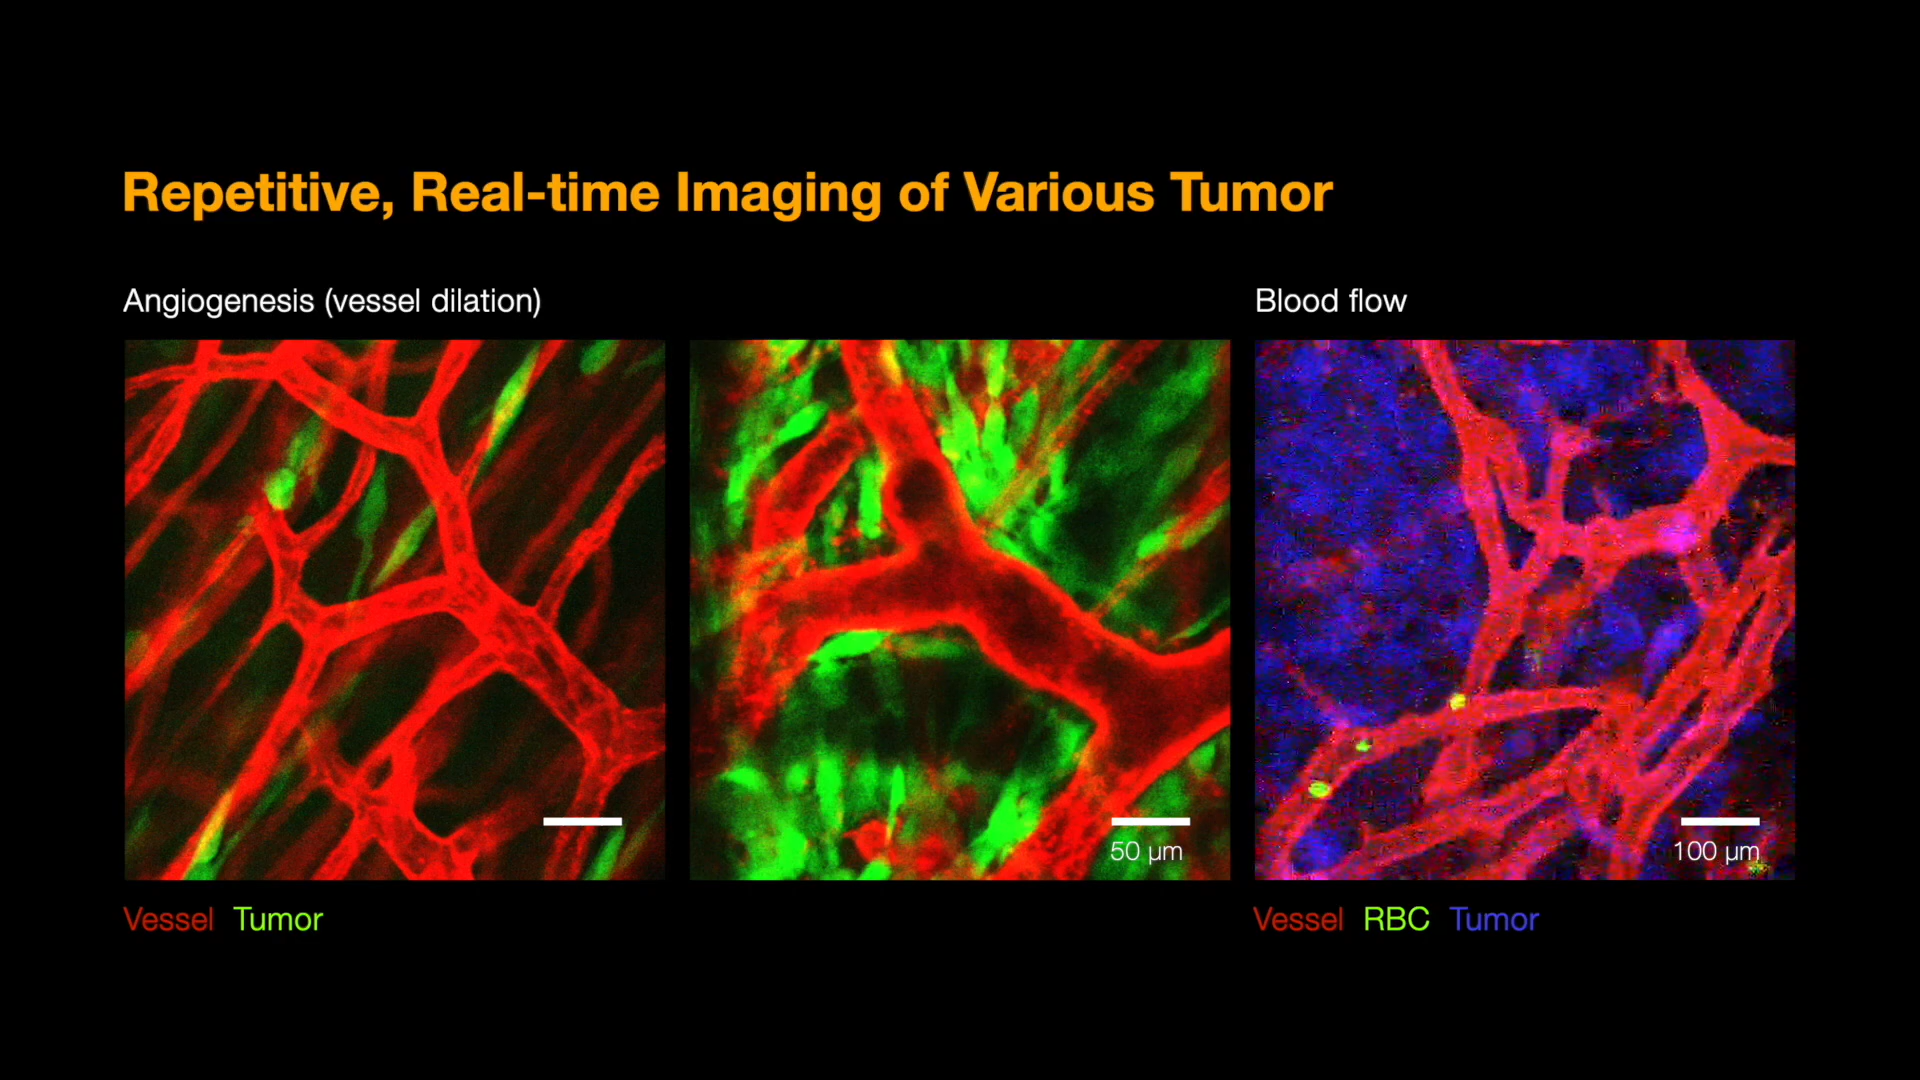 Repetitive, Real-time Imaging of Various Tumor
Angiogenesis (vessel dilation)
Blood flow
50 µm
100 µm
Vessel Tumor
Vessel RBC Tumor